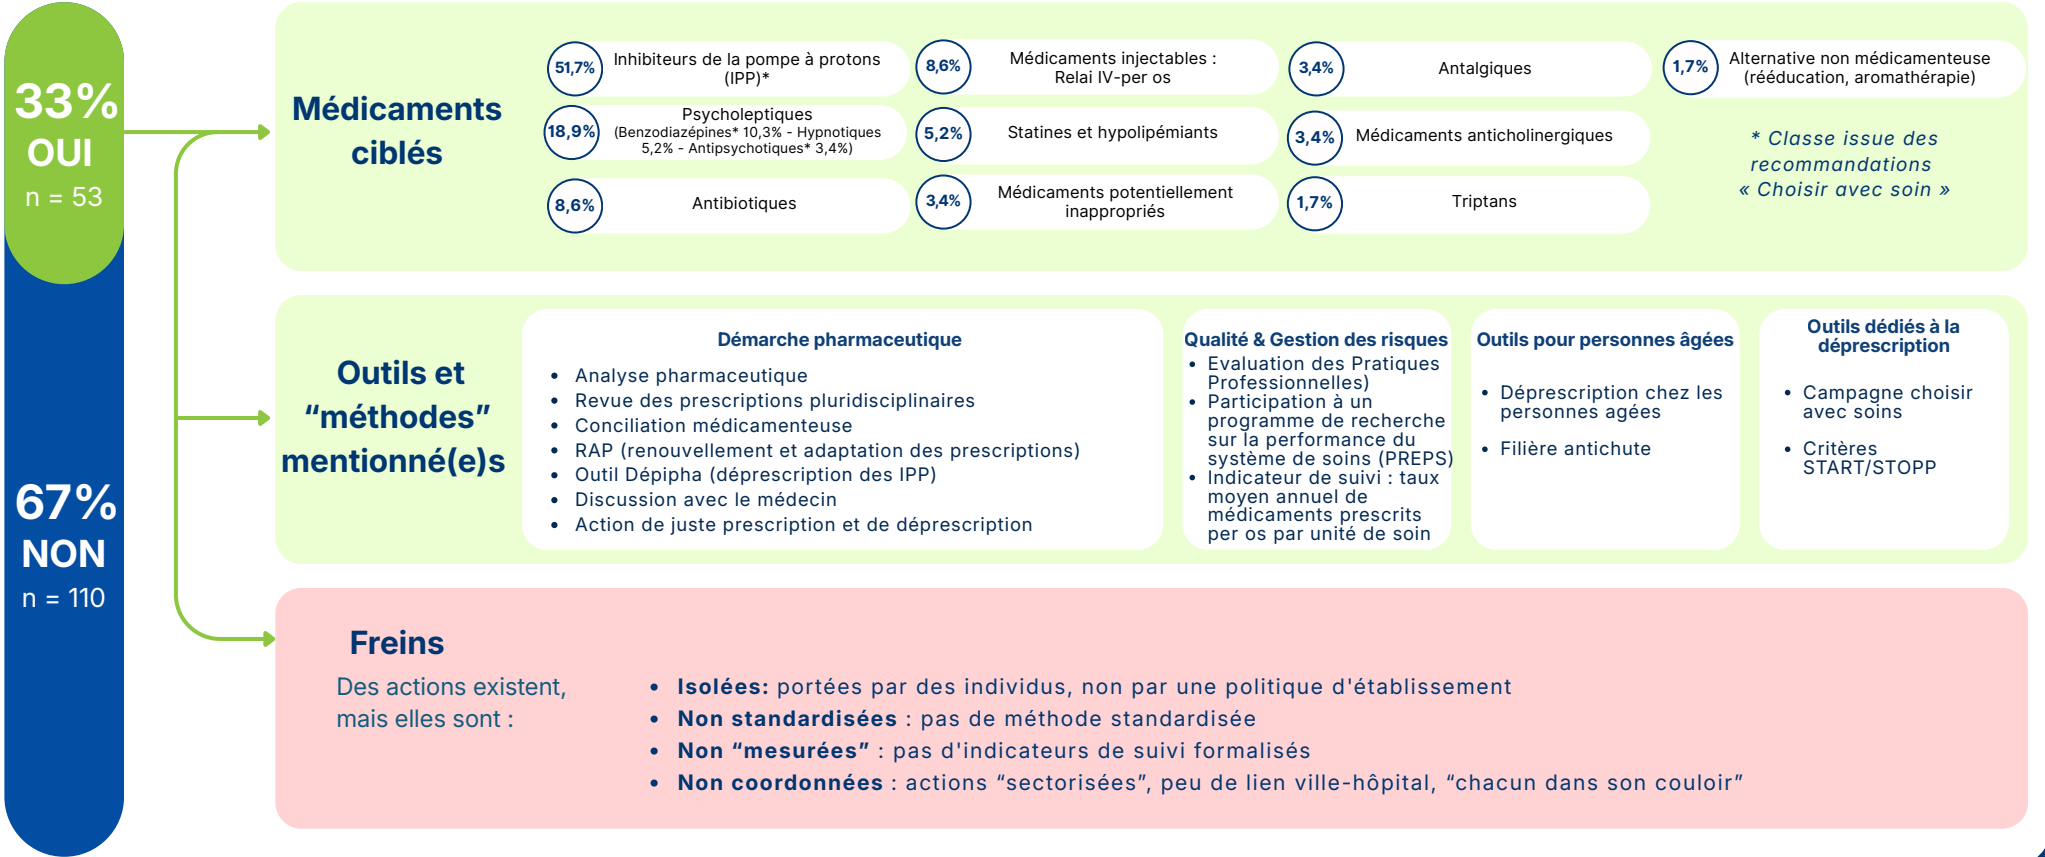 33%
OUI
n = 53
67%
NON
n = 110
Médicaments
ciblés
51,7%
Inhibiteurs de la pompe à protons
(IPP)*
18,9%
Psycholeptiques
(Benzodiazépines* 10,3% - Hypnotiques
5,2% - Antipsychotiques* 3,4%)
8,6%
Antibiotiques
8,6%
Médicaments injectables :
Relai IV-per os
5,2%
Statines et hypolipémiants
3,4%
Médicaments potentiellement
inappropriés
3,4%
Antalgiques
3,4%
Médicaments anticholinergiques
1,7%
Triptans
1,7%
Alternative non médicamenteuse
(rééducation, aromathérapie)
* Classe issue des
recommandations
« Choisir avec soin »
Outils et
“méthodes”
mentionné(e)s
Démarche pharmaceutique
• Analyse pharmaceutique
• Revue des prescriptions pluridisciplinaires
• Conciliation médicamenteuse
• RAP (renouvellement et adaptation des prescriptions)
• Outil Dépipha (déprescription des IPP)
• Discussion avec le médecin
• Action de juste prescription et de déprescription
Qualité & Gestion des risques
• Evaluation des Pratiques
Professionnelles)
• Participation à un
programme de recherche
sur la performance du
système de soins (PREPS)
• Indicateur de suivi : taux
moyen annuel de
médicaments prescrits
per os par unité de soin
Outils pour personnes âgées
• Déprescription chez les
personnes agées
• Filière antichute
Outils dédiés à la
déprescription
• Campagne choisir
avec soins
• Critères
START/STOPP
Freins
Des actions existent,
mais elles sont :
• Isolées: portées par des individus, non par une politique d'établissement
• Non standardisées : pas de méthode standardisée
• Non “mesurées” : pas d'indicateurs de suivi formalisés
• Non coordonnées : actions “sectorisées”, peu de lien ville-hôpital, “chacun dans son couloir”